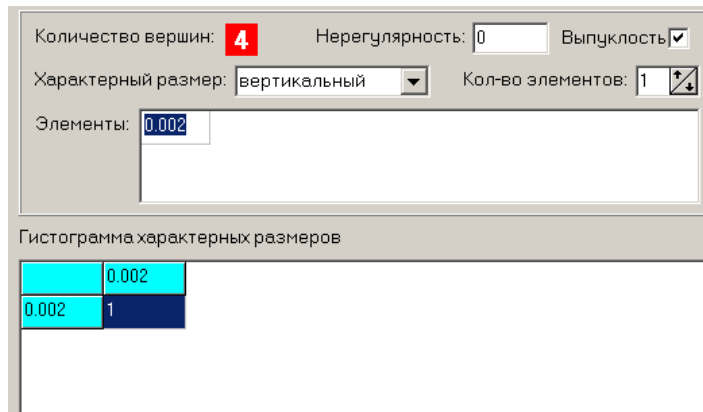 Количество вершин: 4 Нерегулярность: 0 Выпуклость
Характерный размер: вертикальный Кол-во элементов: 1
Элементы: 0.002
Гистограмма характерных размеров
0.002
0.002 1